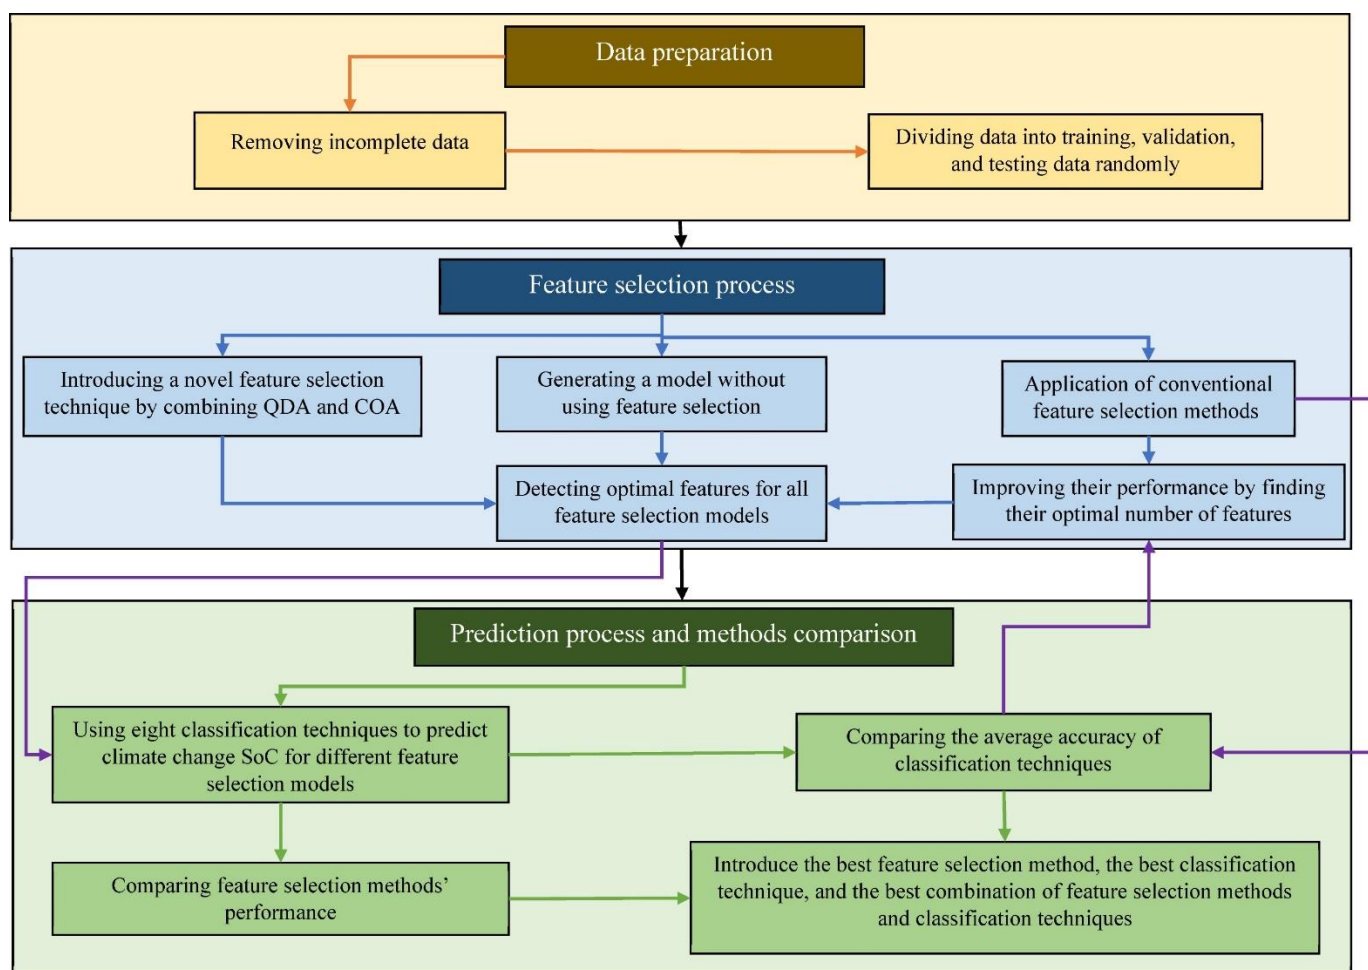 Data preparation
Removing incomplete data
Dividing data into training, validation,
and testing data randomly
Feature selection process
Introducing a novel feature selection
technique by combining QDA and COA
Generating a model without
using feature selection
Application of conventional
feature selection methods
Detecting optimal features for all
feature selection models
Improving their performance by finding
their optimal number of features
Prediction process and methods comparison
Using eight classification techniques to predict
climate change SoC for different feature
selection models
Comparing the average accuracy of
classification techniques
Comparing feature selection methods’
performance
Introduce the best feature selection method, the best classification
technique, and the best combination of feature selection methods
and classification techniques